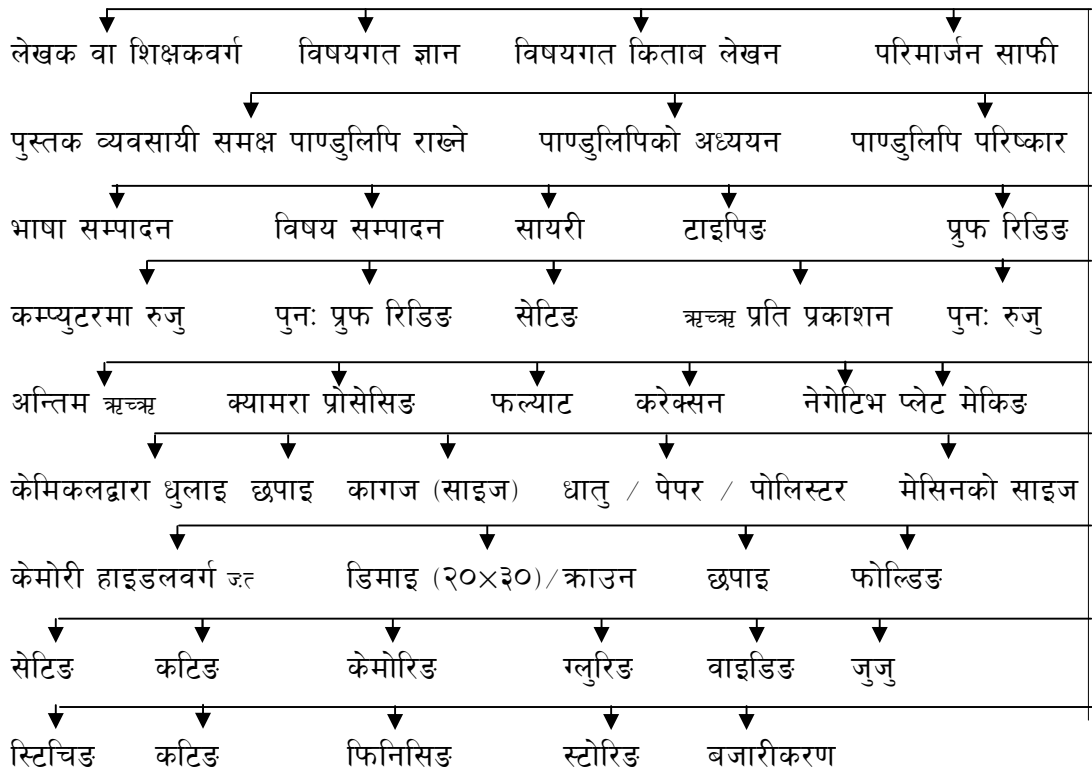 लेखक वा शिक्षकवर्ग विषयगत ज्ञान विषयगत किताब लेखन परिमार्जन साफी
पुस्तक व्यवसायी समक्ष पाण्डुलिपि राख्ने पाण्डुलिपिको अध्ययन पाण्डुलिपि परिष्कार
भाषा सम्पादन विषय सम्पादन सायरी टाइपिङ प्रुफ रिडिङ
कम्प्युटरमा रुजु पुनः प्रुफ रिडिङ सेटिङ ऋच्ऋ प्रति प्रकाशन पुनः रुजु
अन्तिम ऋच्ऋ क्यामरा प्रोसेसिङ फल्याट करेक्सन नेगेटिभ प्लेट मेकिङ
केमिकलद्वारा धुलाइ छपाइ कागज (साइज) धातु / पेपर / पोलिस्टर मेसिनको साइज
केमोरी हाइडलवर्ग ज.त डिमाइ (२०×३०)/क्राउन छपाइ फोल्डिङ
सेटिङ कटिङ केमोरिङ ग्लुरिङ वाइडिङ जुजु
स्टिचिङ कटिङ फिनिसिङ स्टोरिङ बजारीकरण